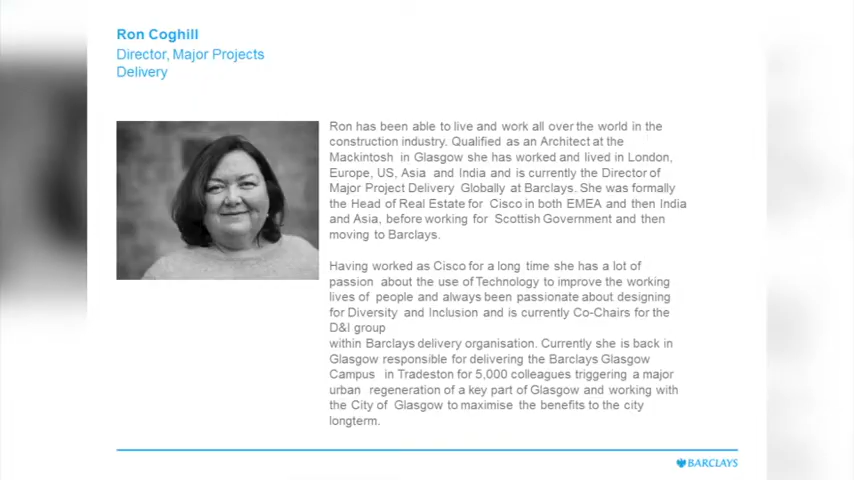 Ron Coghill
Director, Major Projects
Delivery
Ron has been able to live and work all over the world in the
construction industry. Qualified as an Architect at the
Mackintosh in Glasgow she has worked and lived in London,
Europe, US, Asia and India and is currently the Director of
Major Project Delivery Globally at Barclays. She was formally
the Head of Real Estate for Cisco in both EMEA and then India
and Asia, before working for Scottish Government and then
moving to Barclays.
Having worked as Cisco for a long time she has a lot of
passion about the use of Technology to improve the working
lives of people and always been passionate about designing
for Diversity and Inclusion and is currently Co-Chairs for the
D&I group
within Barclays delivery organisation. Currently she is back in
Glasgow responsible for delivering the Barclays Glasgow
Campus in Tradeston for 5,000 colleagues triggering a major
urban regeneration of a key part of Glasgow and working with
the City of Glasgow to maximise the benefits to the city
longterm.
BARCLAYS